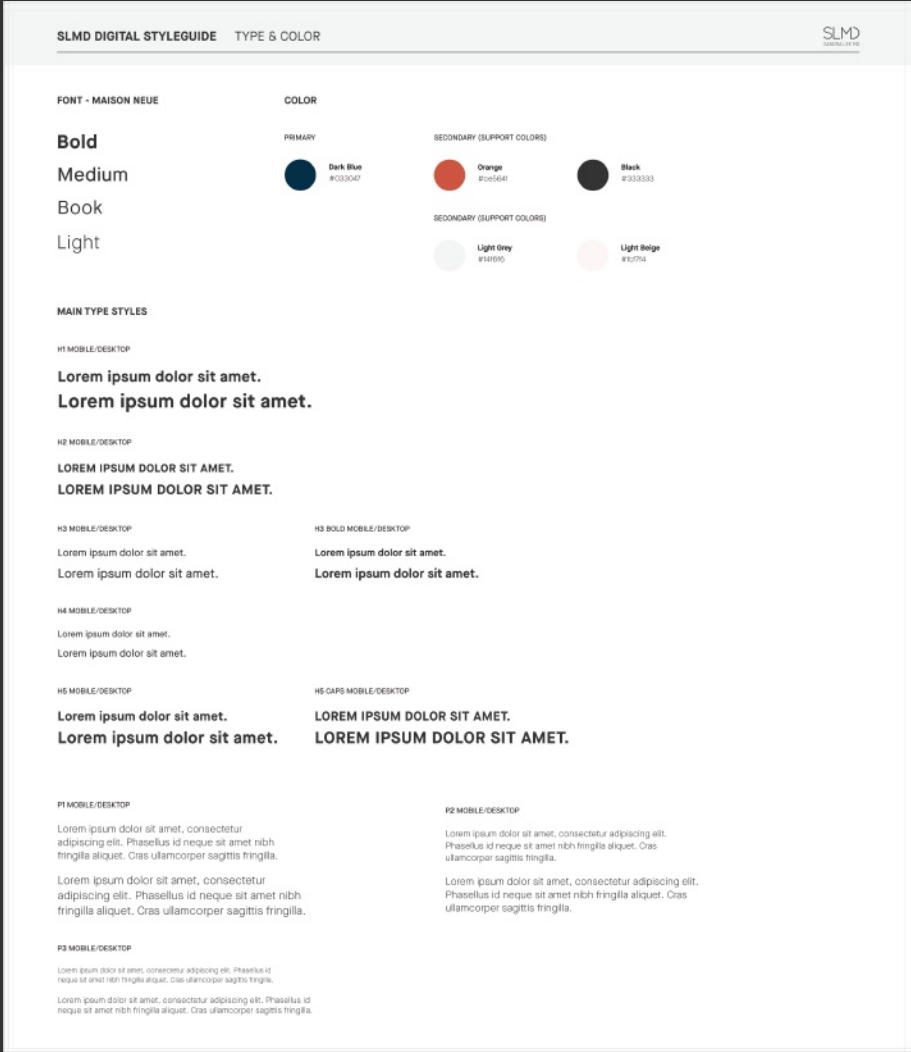 SLMD DIGITAL STYLEGUIDE TYPE & COLOR
SLMD
SANDRA LEE MD
FONT - MAISON NEUE
Bold
Medium
Book
Light
COLOR
PRIMARY
Dark Blue
#033047
SECONDARY (SUPPORT COLORS)
Orange
#ce5641
Black
#333333
SECONDARY (SUPPORT COLORS)
Light Grey
#f4f6f6
Light Beige
MAIN TYPE STYLES
H1 MOBILE/DESKTOP
Lorem ipsum dolor sit amet.
Lorem ipsum dolor sit amet.
H2 MOBILE/DESKTOP
LOREM IPSUM DOLOR SIT AMET.
LOREM IPSUM DOLOR SIT AMET.
H3 MOBILE/DESKTOP
Lorem ipsum dolor sit amet.
Lorem ipsum dolor sit amet.
H3 BOLD MOBILE/DESKTOP
Lorem ipsum dolor sit amet.
Lorem ipsum dolor sit amet.
H4 MOBILE/DESKTOP
Lorem ipsum dolor sit amet.
Lorem ipsum dolor sit amet.
H5 MOBILE/DESKTOP
Lorem ipsum dolor sit amet.
Lorem ipsum dolor sit amet.
H5 CAPS MOBILE/DESKTOP
LOREM IPSUM DOLOR SIT AMET.
LOREM IPSUM DOLOR SIT AMET.
P1 MOBILE/DESKTOP
Lorem ipsum dolor sit amet, consectetur
adipiscing elit. Phasellus id neque sit amet nibh
fringilla aliquet. Cras ullamcorper sagittis fringilla.
Lorem ipsum dolor sit amet, consectetur
adipiscing elit. Phasellus id neque sit amet nibh
fringilla aliquet. Cras ullamcorper sagittis fringilla.
P2 MOBILE/DESKTOP
Lorem ipsum dolor sit amet, consectetur adipiscing elit.
Phasellus id neque sit amet nibh fringilla aliquet. Cras
ullamcorper sagittis fringilla.
Lorem ipsum dolor sit amet, consectetur adipiscing elit.
Phasellus id neque sit amet nibh fringilla aliquet. Cras
ullamcorper sagittis fringilla.
P3 MOBILE/DESKTOP
Lorem ipsum dolor sit amet, consectetur adipiscing elit. Phasellus id
neque sit amet nibh fringilla aliquet. Cras ullamcorper sagittis fringilla.
Lorem ipsum dolor sit amet, consectetur adipiscing elit. Phasellus id
neque sit amet nibh fringilla aliquet. Cras ullamcorper sagittis fringilla.